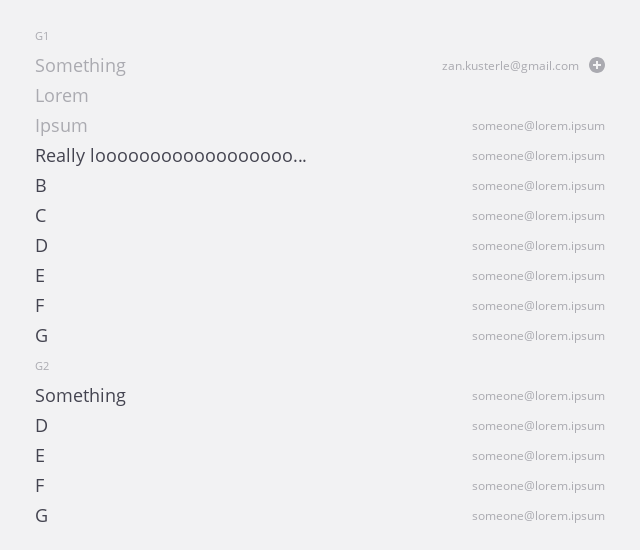 G1
Something zan.kusterle@gmail.com
Lorem
Ipsum someone@lorem.ipsum
Really loooooooooooooooooo... someone@lorem.ipsum
B someone@lorem.ipsum
C someone@lorem.ipsum
D someone@lorem.ipsum
E someone@lorem.ipsum
F someone@lorem.ipsum
G someone@lorem.ipsum
G2
Something someone@lorem.ipsum
D someone@lorem.ipsum
E someone@lorem.ipsum
F someone@lorem.ipsum
G someone@lorem.ipsum